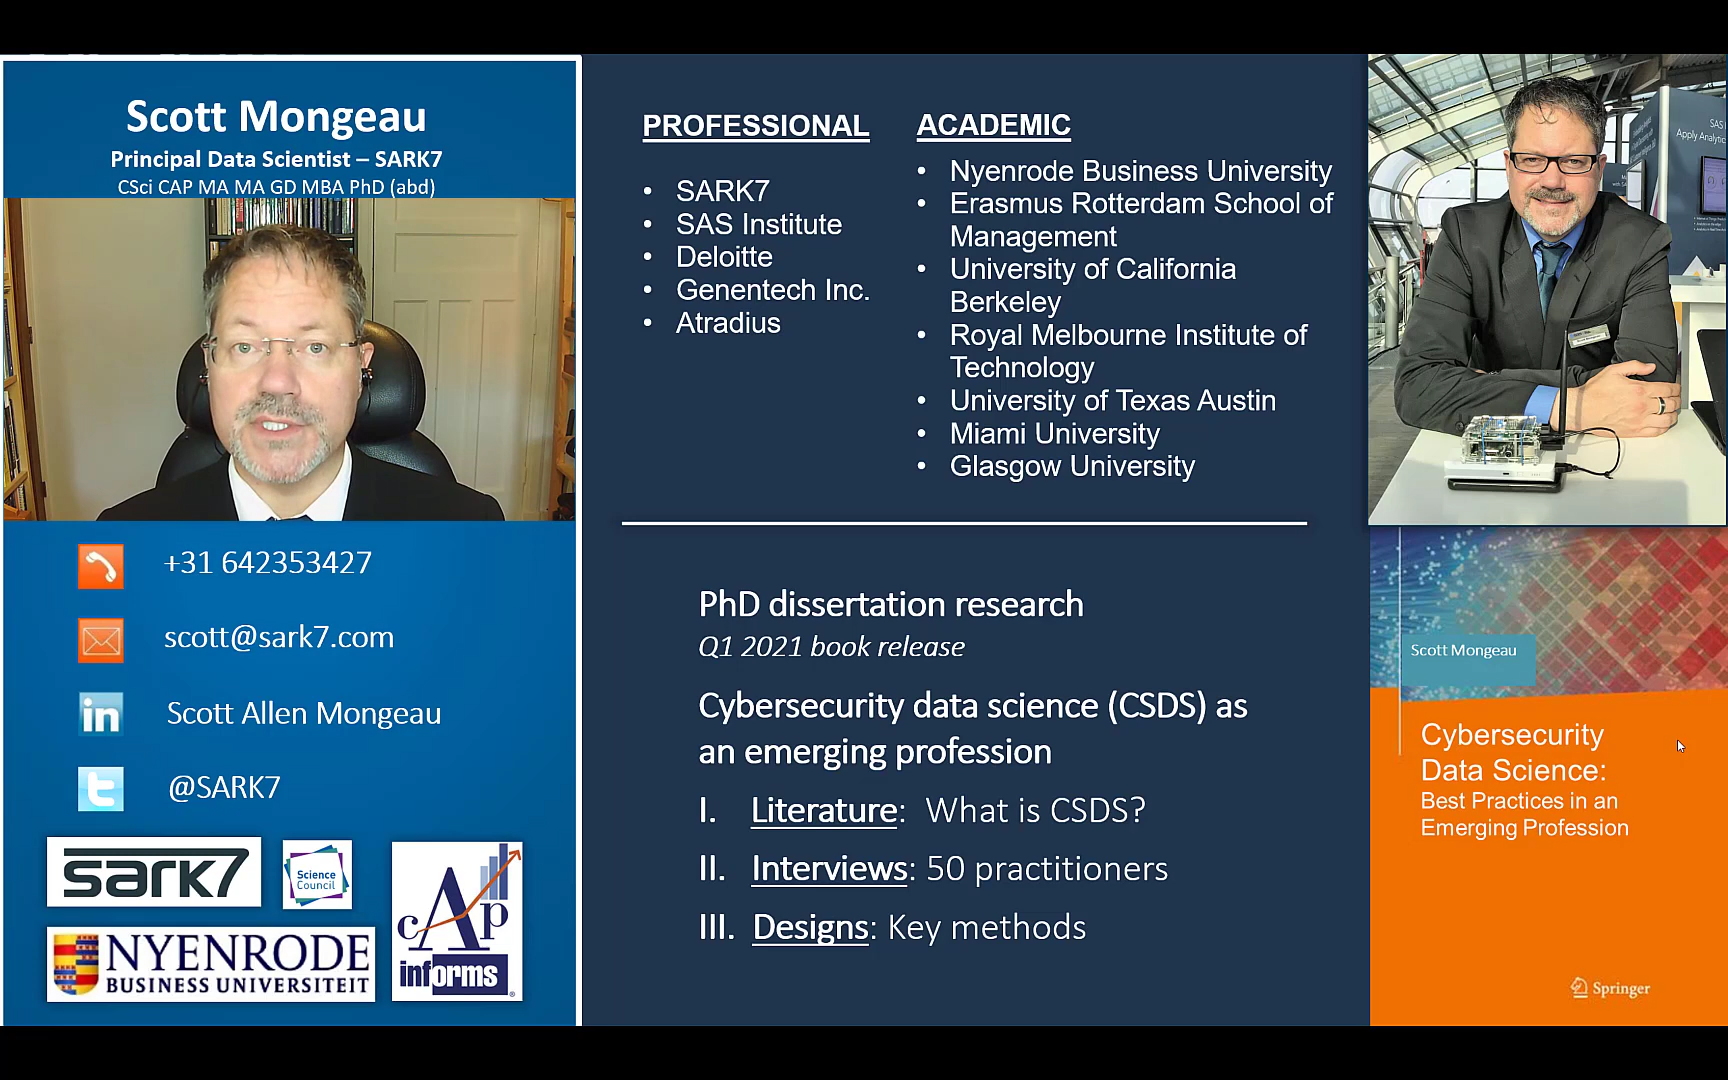 Scott Mongeau
Principal Data Scientist – SARK7
CSci CAP MA MA GD MBA PhD (abd)
+31 642353427
scott@sark7.com
in
Scott Allen Mongeau
t
@SARK7
sark7
Science
Council
cAp
informs
®
NYENRODE
BUSINESS UNIVERSITEIT
PROFESSIONAL
• SARK7
• SAS Institute
• Deloitte
• Genentech Inc.
• Atradius
ACADEMIC
• Nyenrode Business University
• Erasmus Rotterdam School of
Management
• University of California
Berkeley
• Royal Melbourne Institute of
Technology
• University of Texas Austin
• Miami University
• Glasgow University
PhD dissertation research
Q1 2021 book release
Cybersecurity data science (CSDS) as
an emerging profession
I. Literature: What is CSDS?
II. Interviews: 50 practitioners
III. Designs: Key methods
SAS
Apply Analytic
Scott Mongeau
Cybersecurity
Data Science:
Best Practices in an
Emerging Profession
Springer